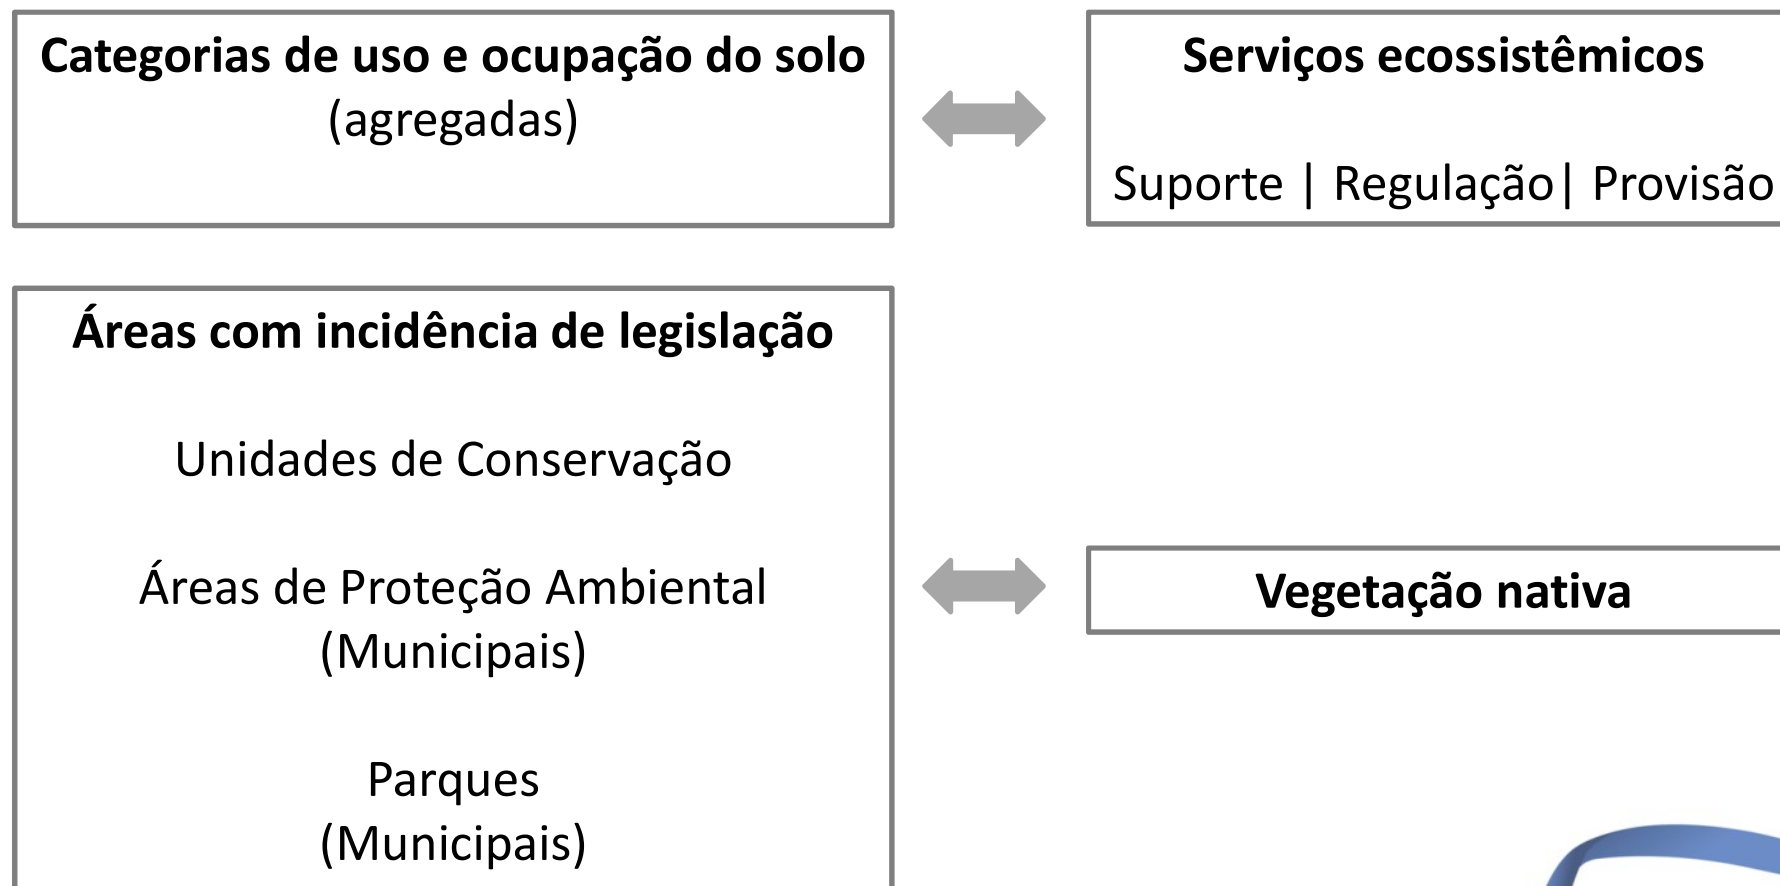 Categorias de uso e ocupação do solo
(agregadas)
Serviços ecossistêmicos
Suporte | Regulação| Provisão
Áreas com incidência de legislação
Unidades de Conservação
Áreas de Proteção Ambiental
(Municipais)
Parques
(Municipais)
Vegetação nativa